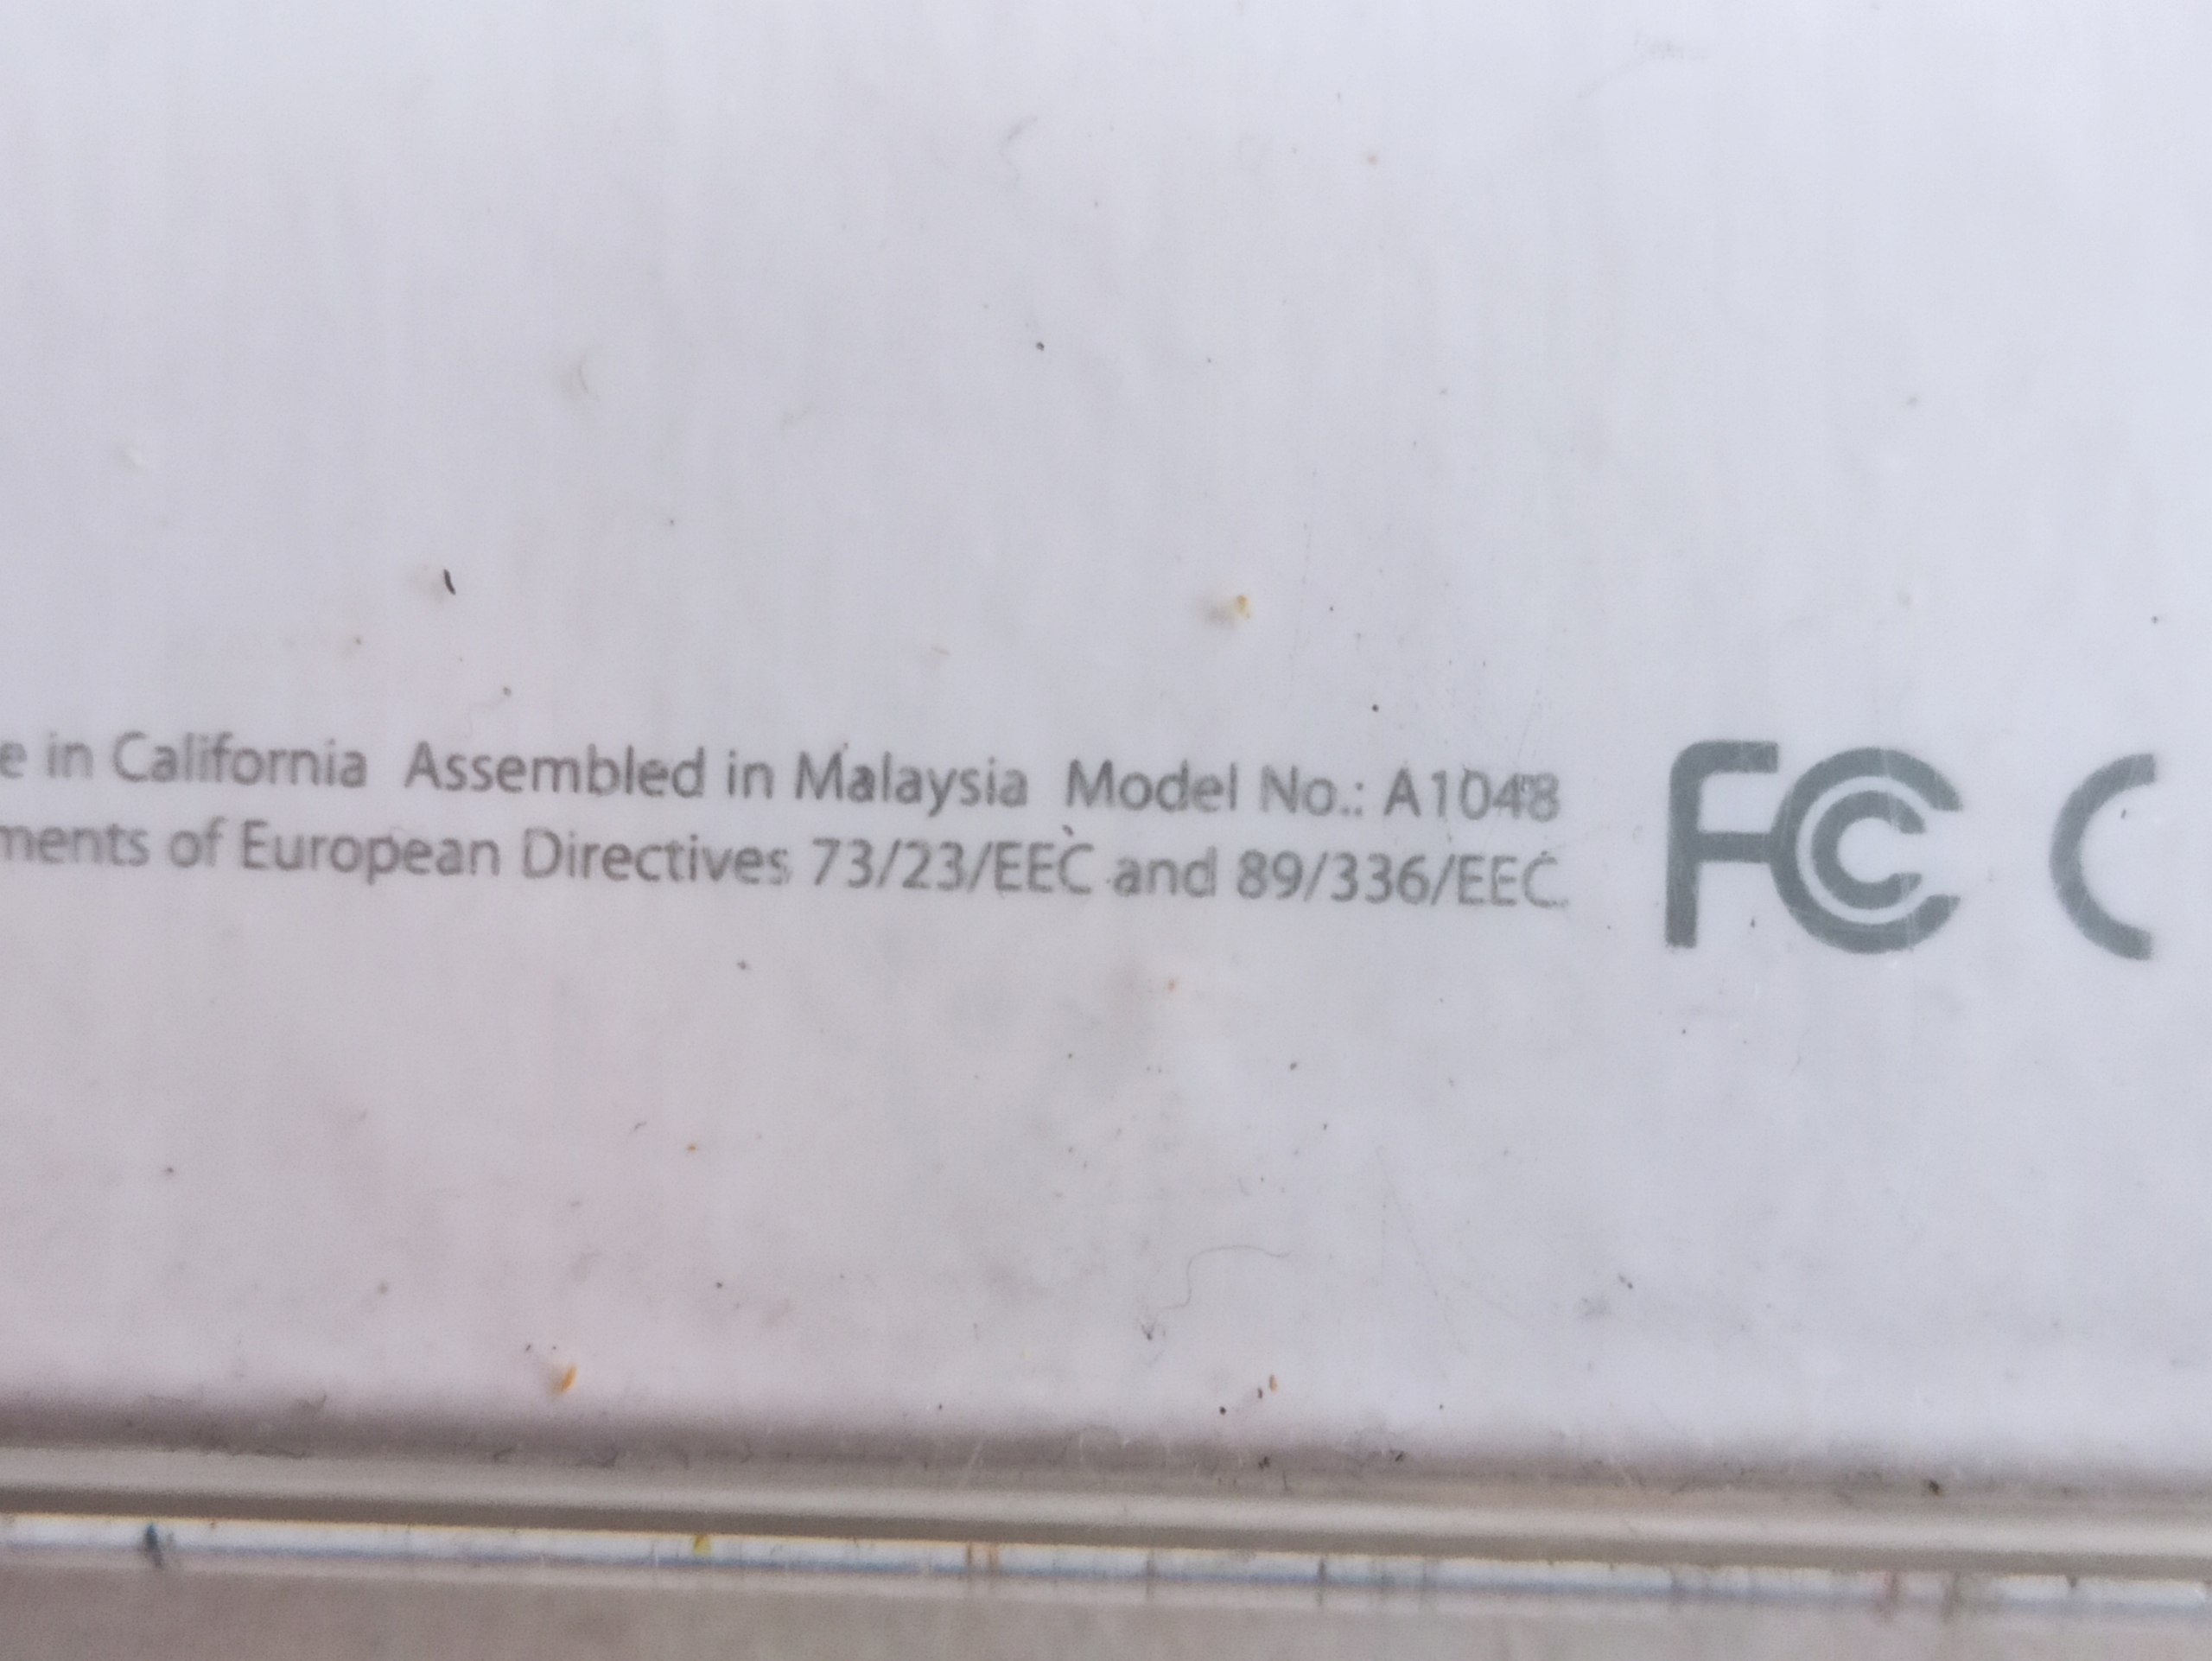 e in California Assembled in Malaysia Model No.: A1048
ments of European Directives 73/23/EEC and 89/336/EEC.
FCC C